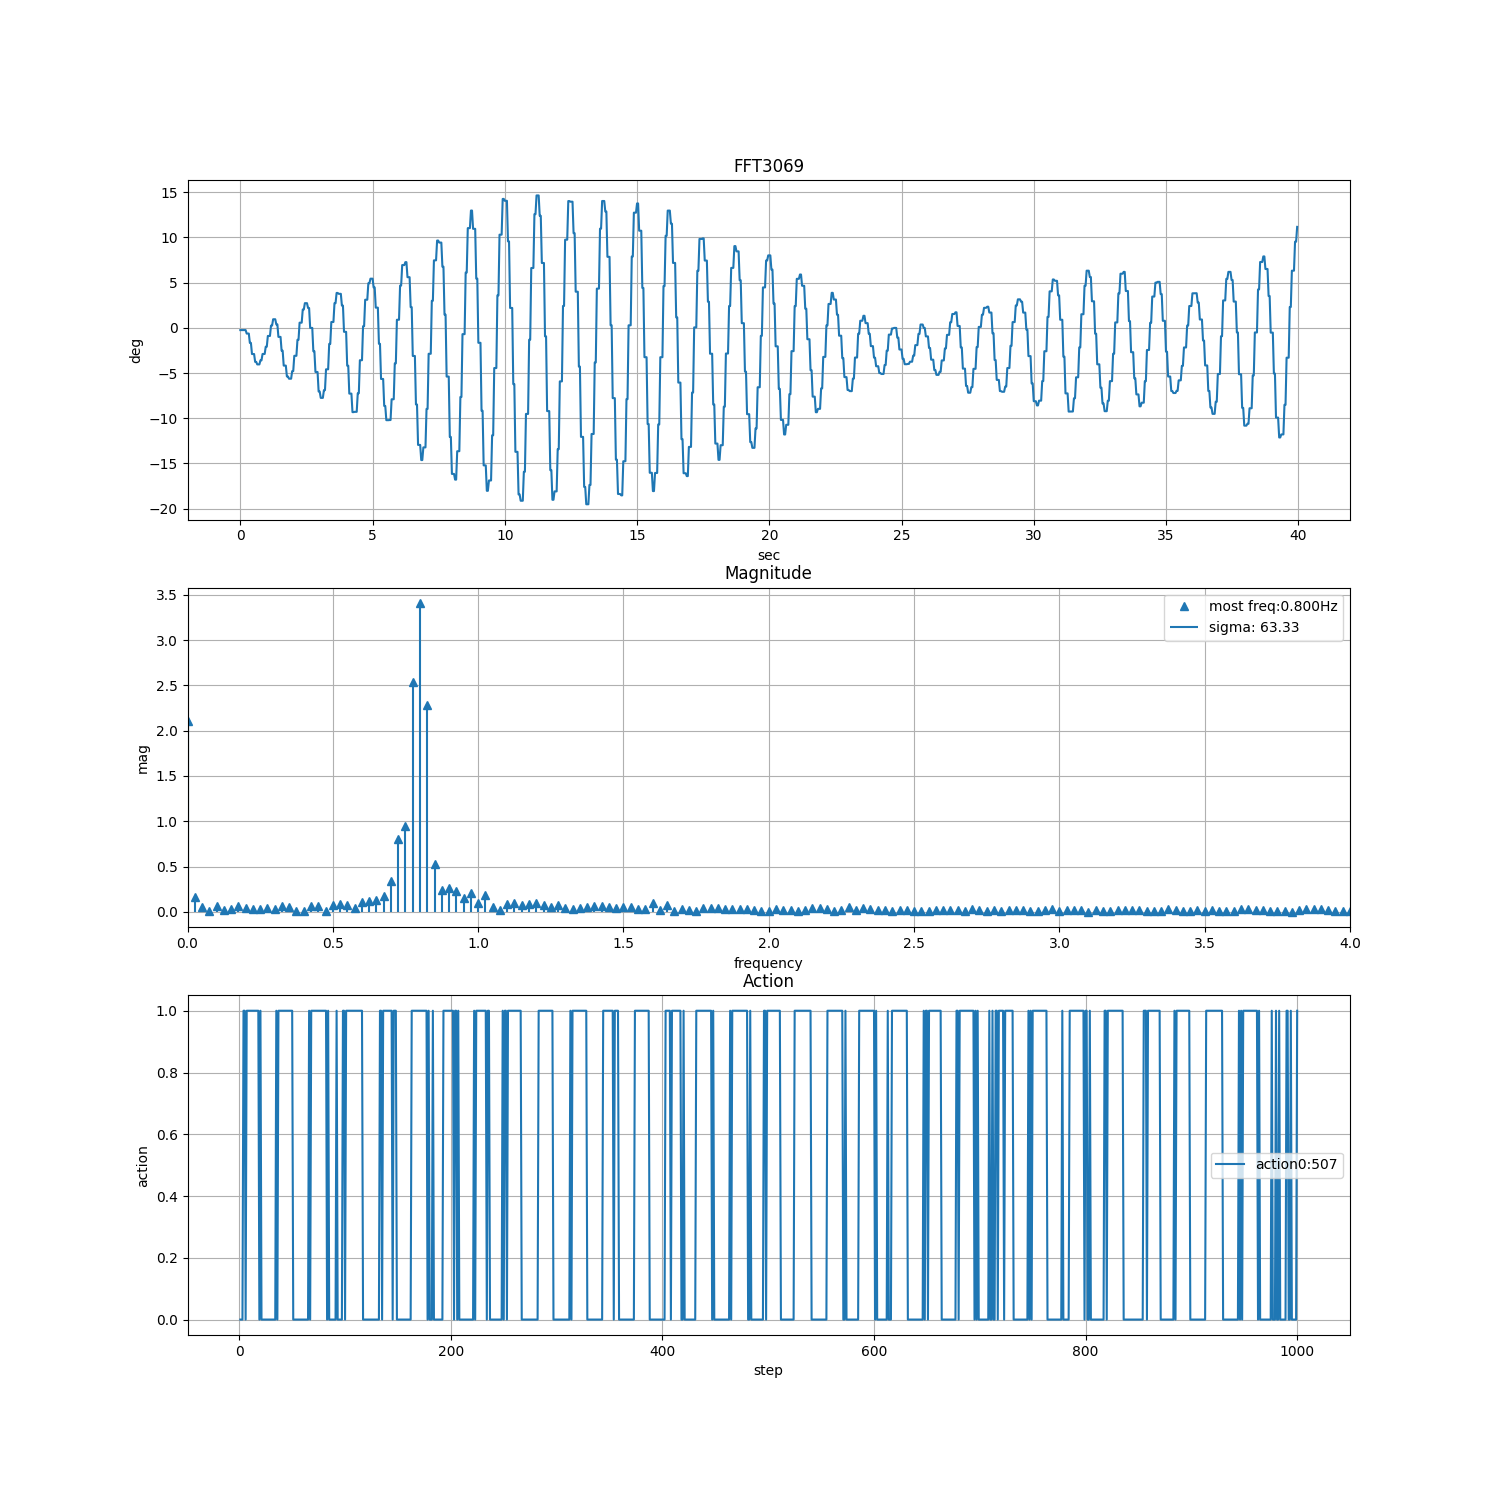 FFT3069
15
10
5
0
−5
−10
−15
−20
deg
0 5 10 15 20 25 30 35 40
sec
Magnitude
3.5
3.0
2.5
2.0
1.5
1.0
0.5
0.0
mag
most freq:0.800Hz
sigma: 63.33
0.0 0.5 1.0 1.5 2.0 2.5 3.0 3.5 4.0
frequency
Action
1.0
0.8
0.6
0.4
0.2
0.0
action
action0:507
0 200 400 600 800 1000
step